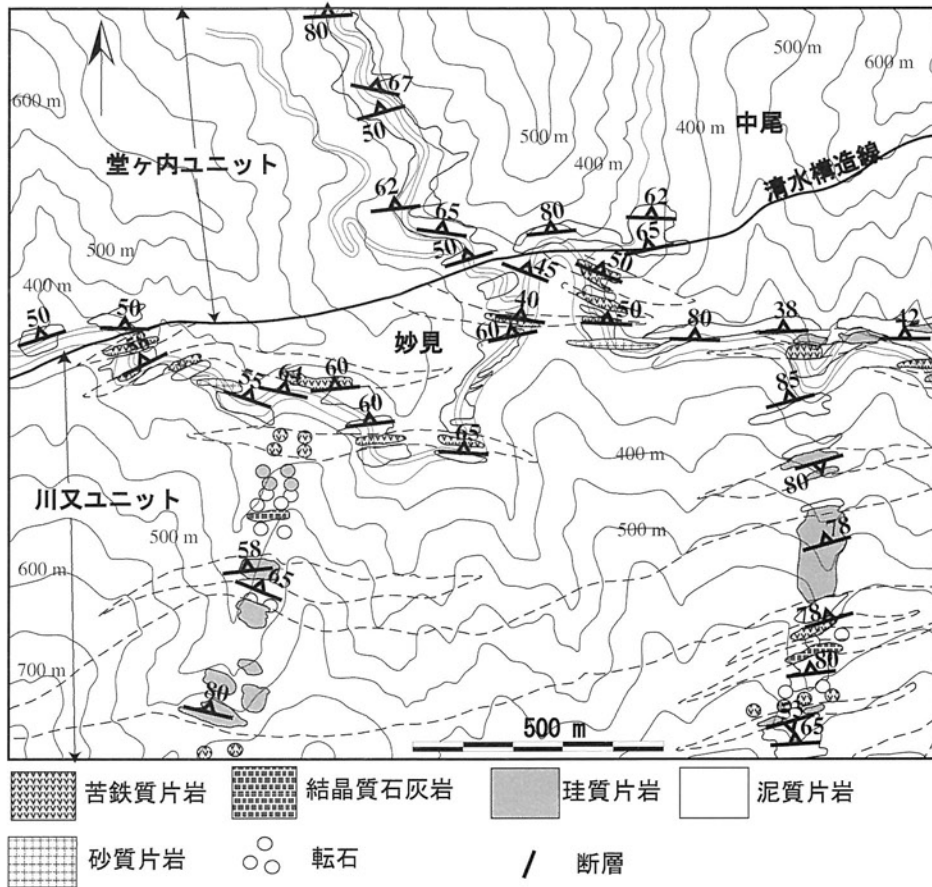 80
500 m
600 m
600 m
67
50
500 m
400 m
中尾
400 m
清水構造線
堂ヶ内ユニット
62
65
50
80
62
65
500 m
400 m
50
50
45
50
40
60
50
80
38
42
妙見
50
55
64
60
60
65
85
400 m
80
川又ユニット
500 m
500 m
78
600 m
58
65
78
80
700 m
80
65
500 m
苦鉄質片岩
結晶質石灰岩
珪質片岩
泥質片岩
砂質片岩
転石
断層